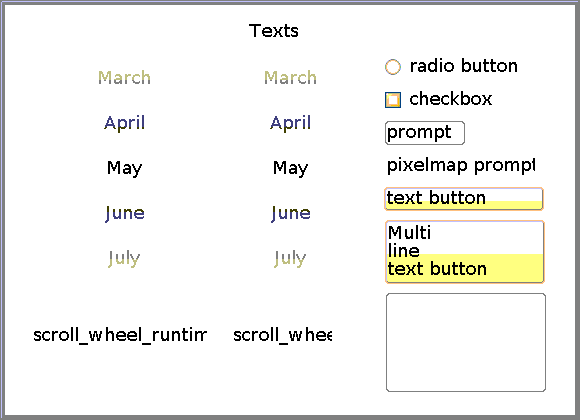 Texts
March
April
May
June
July
scroll_wheel_runtim
March
April
May
June
July
scroll_whee
radio button
checkbox
prompt
pixelmap prompt
text button
Multi
line
text button